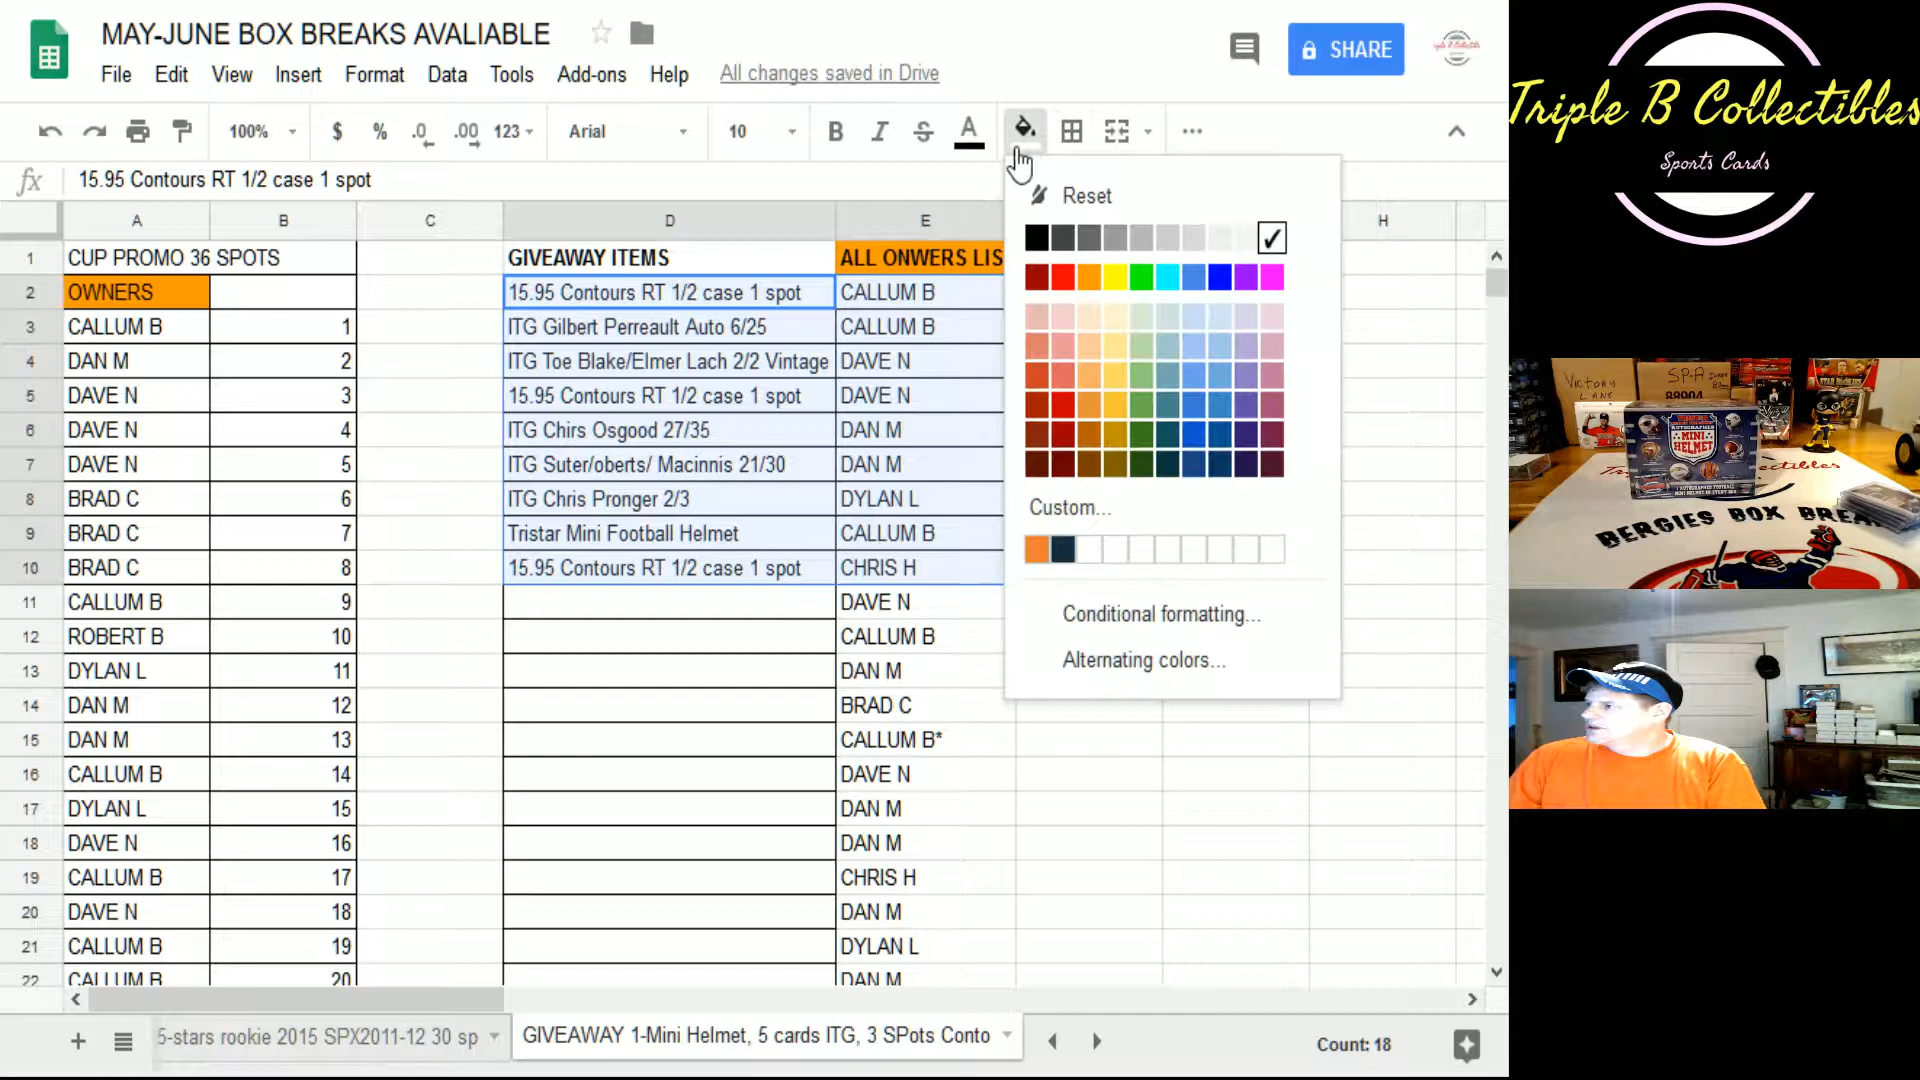 MAY-JUNE BOX BREAKS AVALIABLE
SHARE
File Edit View Insert Format Data Tools Add-ons Help All changes saved in Drive
100% $ % .0 .00 123 Arial 10 B I S A
fx 15.95 Contours RT 1/2 case 1 spot
A B C D E H
1 CUP PROMO 36 SPOTS GIVEAWAY ITEMS ALL ONWERS LIS
2 OWNERS 15.95 Contours RT 1/2 case 1 spot CALLUM B
3 CALLUM B 1 ITG Gilbert Perreault Auto 6/25 CALLUM B
4 DAN M 2 ITG Toe Blake/Elmer Lach 2/2 Vintage DAVE N
5 DAVE N 3 15.95 Contours RT 1/2 case 1 spot DAVE N
6 DAVE N 4 ITG Chirs Osgood 27/35 DAN M
7 DAVE N 5 ITG Suter/oberts/ Macinnis 21/30 DAN M
8 BRAD C 6 ITG Chris Pronger 2/3 DYLAN L
9 BRAD C 7 Tristar Mini Football Helmet CALLUM B
10 BRAD C 8 15.95 Contours RT 1/2 case 1 spot CHRIS H
11 CALLUM B 9 DAVE N
12 ROBERT B 10 CALLUM B
13 DYLAN L 11 DAN M
14 DAN M 12 BRAD C
15 DAN M 13 CALLUM B*
16 CALLUM B 14 DAVE N
17 DYLAN L 15 DAN M
18 DAVE N 16 DAN M
19 CALLUM B 17 CHRIS H
20 DAVE N 18 DAN M
21 CALLUM B 19 DYLAN L
22 CALLUM B 20 DAN M
Reset
Custom...
Conditional formatting...
Alternating colors...
5-stars rookie 2015 SPX2011-12 30 sp
GIVEAWAY 1-Mini Helmet, 5 cards ITG, 3 SPots Conto
Count: 18
Triple B Collectibles
Sports Cards
VICTORY
LANE
SP-A
88904
AUTOGRAPHED
MINI
HELMET
BERGIES BOX BREA